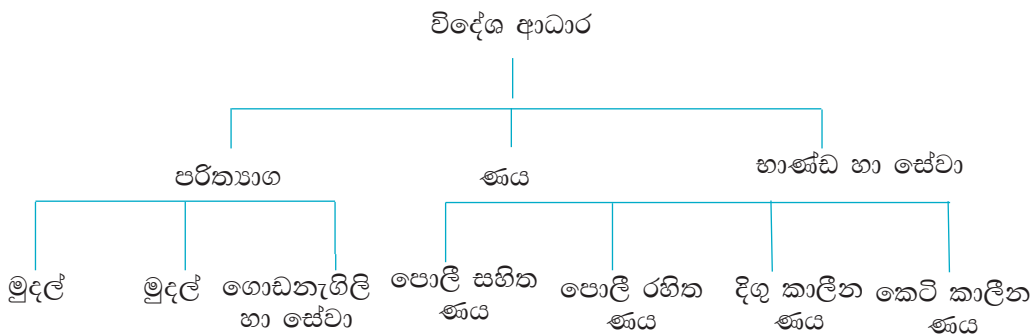 විදේශ ආධාර
පරිත්‍යාග
ණය
භාණ්ඩ හා සේවා
මුදල්
මුදල්
ගොඩනැගිලි
හා සේවා
පොලී සහිත
ණය
පොලී රහිත
ණය
දිගු කාලීන
ණය
කෙටි කාලීන
ණය